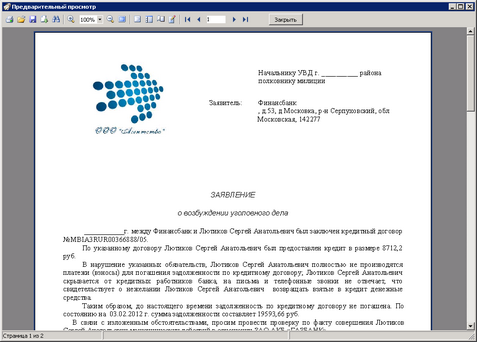 Предварительный просмотр
100%
1
Закрыть
Начальнику УВД г. __________ района
полковнику милиции
Заявитель: Финансбанк
, д.53, д Московка, р-н Серпуховский, обл
Московская, 142277
ООО "Агентство"
ЗАЯВЛЕНИЕ
о возбуждении уголовного дела
__________г. между Финансбанк и Лютиков Сергей Анатольевич был заключен кредитный договор
№MBIA3RUR00366888/05.
По указанному договору Лютиков Сергей Анатольевич был предоставлен кредит в размере 8712,2
руб.
В нарушение указанных обязательств, Лютиков Сергей Анатольевич полностью не производятся
платежи (взносы) для погашения задолженности по кредитному договору, Лютиков Сергей Анатольевич
скрывается от кредитных работников банка, на письма и телефонные звонки не отвечает, что
свидетельствует о нежелании Лютиков Сергей Анатольевич возвращать взятые в кредит денежные
средства.
Таким образом, до настоящего времени задолженность по кредитному договору не погашена. По
состоянию на 03.02.2012 г. сумма задолженности составляет 19593,66 руб.
В связи с изложенным обстоятельствами, просим провести проверку по факту совершения Лютиков
Страница 1 из 2